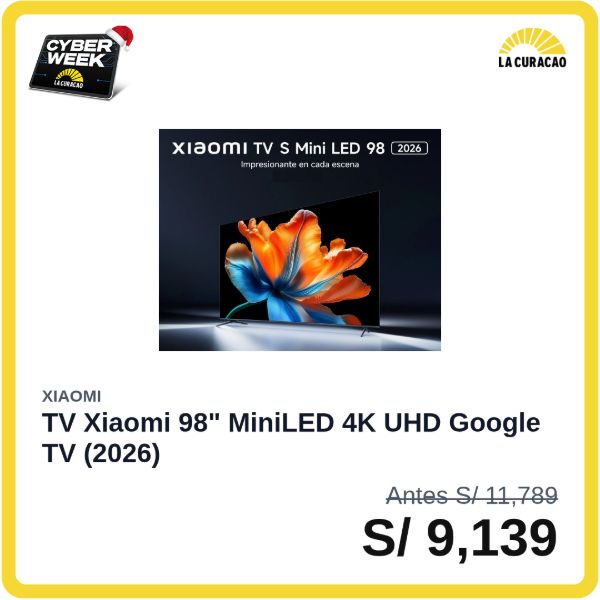 CYBER
WEEK
LA CURACAO
LA CURACAO
XIAOMI TV S Mini LED 98 2026
Impresionante en cada escena
XIAOMI
TV Xiaomi 98" MiniLED 4K UHD Google
TV (2026)
Antes S/ 11,789
S/ 9,139